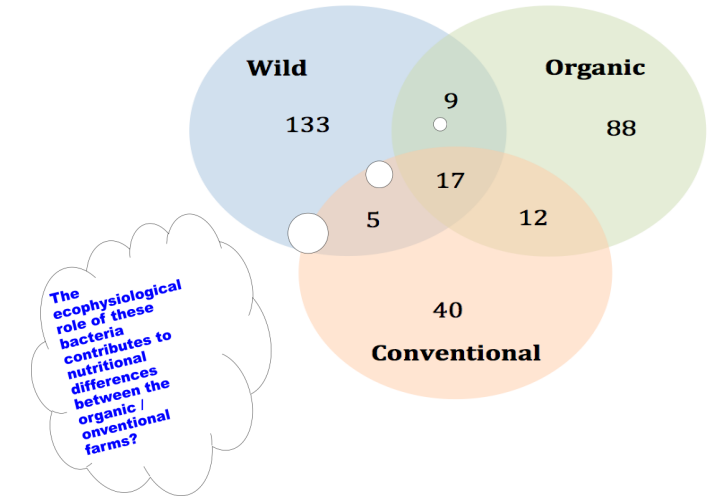 Wild
Organic
9
133
88
17
5
12
40
Conventional
The
ecophysiological
role of these
bacteria
contributes to
nutritional
differences
between the
organic /
onventional
farms?